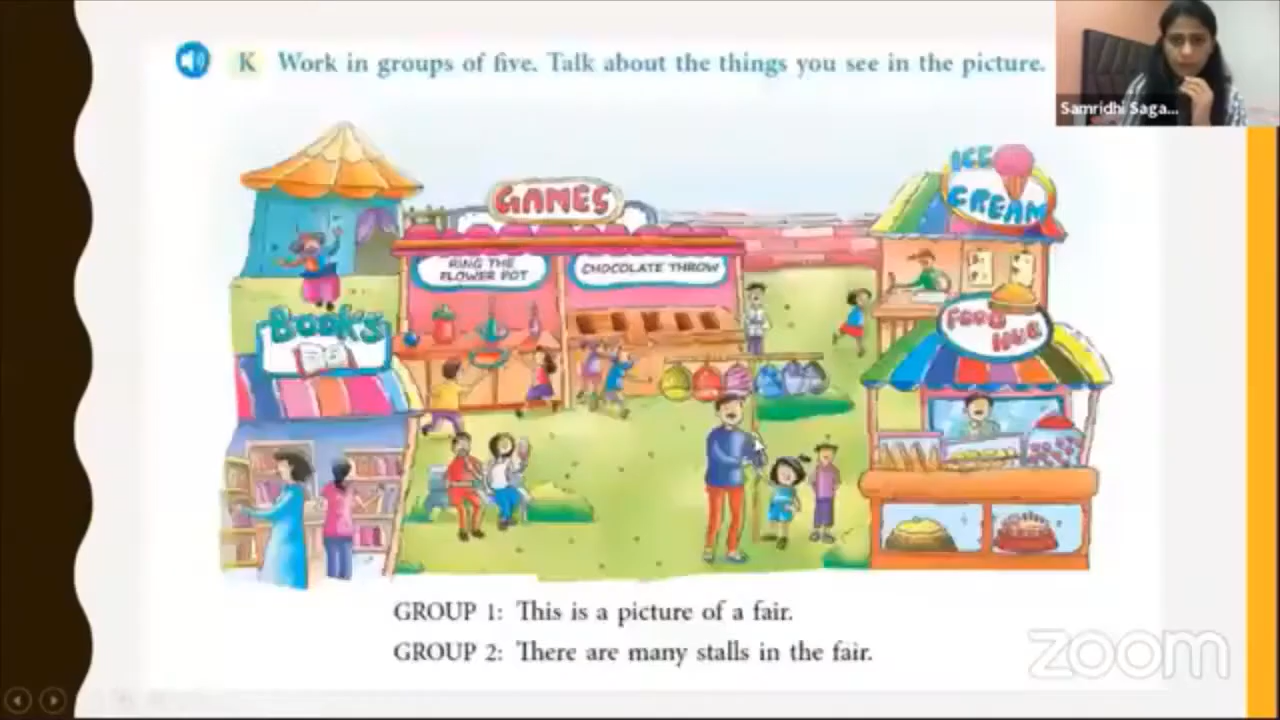 K Work in groups of five. Talk about the things you see in the picture.
Samridhi Saga...
ICE
CREAM
GAMES
RING THE
FLOWER POT
CHOCOLATE THROW
BOOKS
FOOD
HUB
GROUP 1: This is a picture of a fair.
GROUP 2: There are many stalls in the fair.
zoom